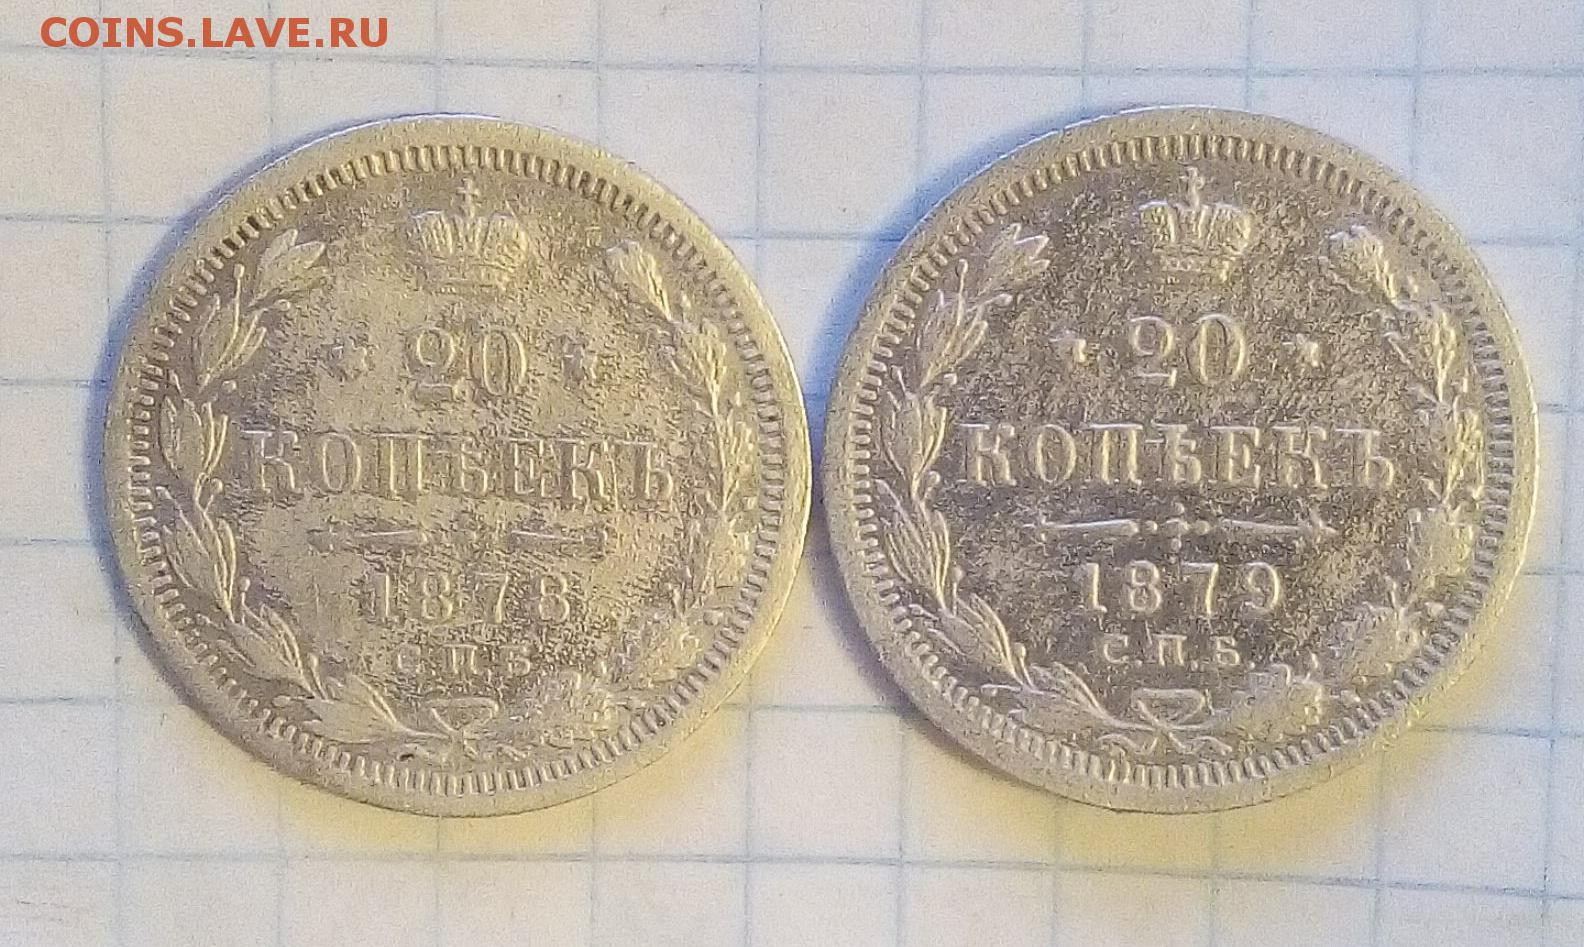 COINS.LAVE.RU
20
КОПѢЕКЪ
1878
С.П.Б
20
КОПѢЕКЪ
1879
С.П.Б.